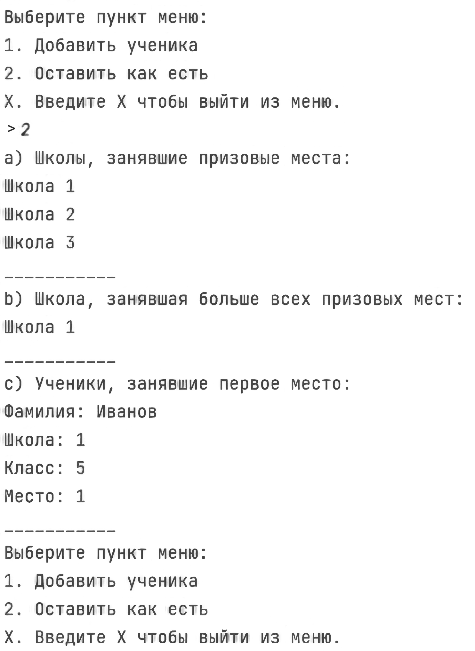 Выберите пункт меню:
1. Добавить ученика
2. Оставить как есть
X. Введите X чтобы выйти из меню.
>2
a) Школы, занявшие призовые места:
Школа 1
Школа 2
Школа 3
___________
b) Школа, занявшая больше всех призовых мест:
Школа 1
___________
c) Ученики, занявшие первое место:
Фамилия: Иванов
Школа: 1
Класс: 5
Место: 1
___________
Выберите пункт меню:
1. Добавить ученика
2. Оставить как есть
X. Введите X чтобы выйти из меню.